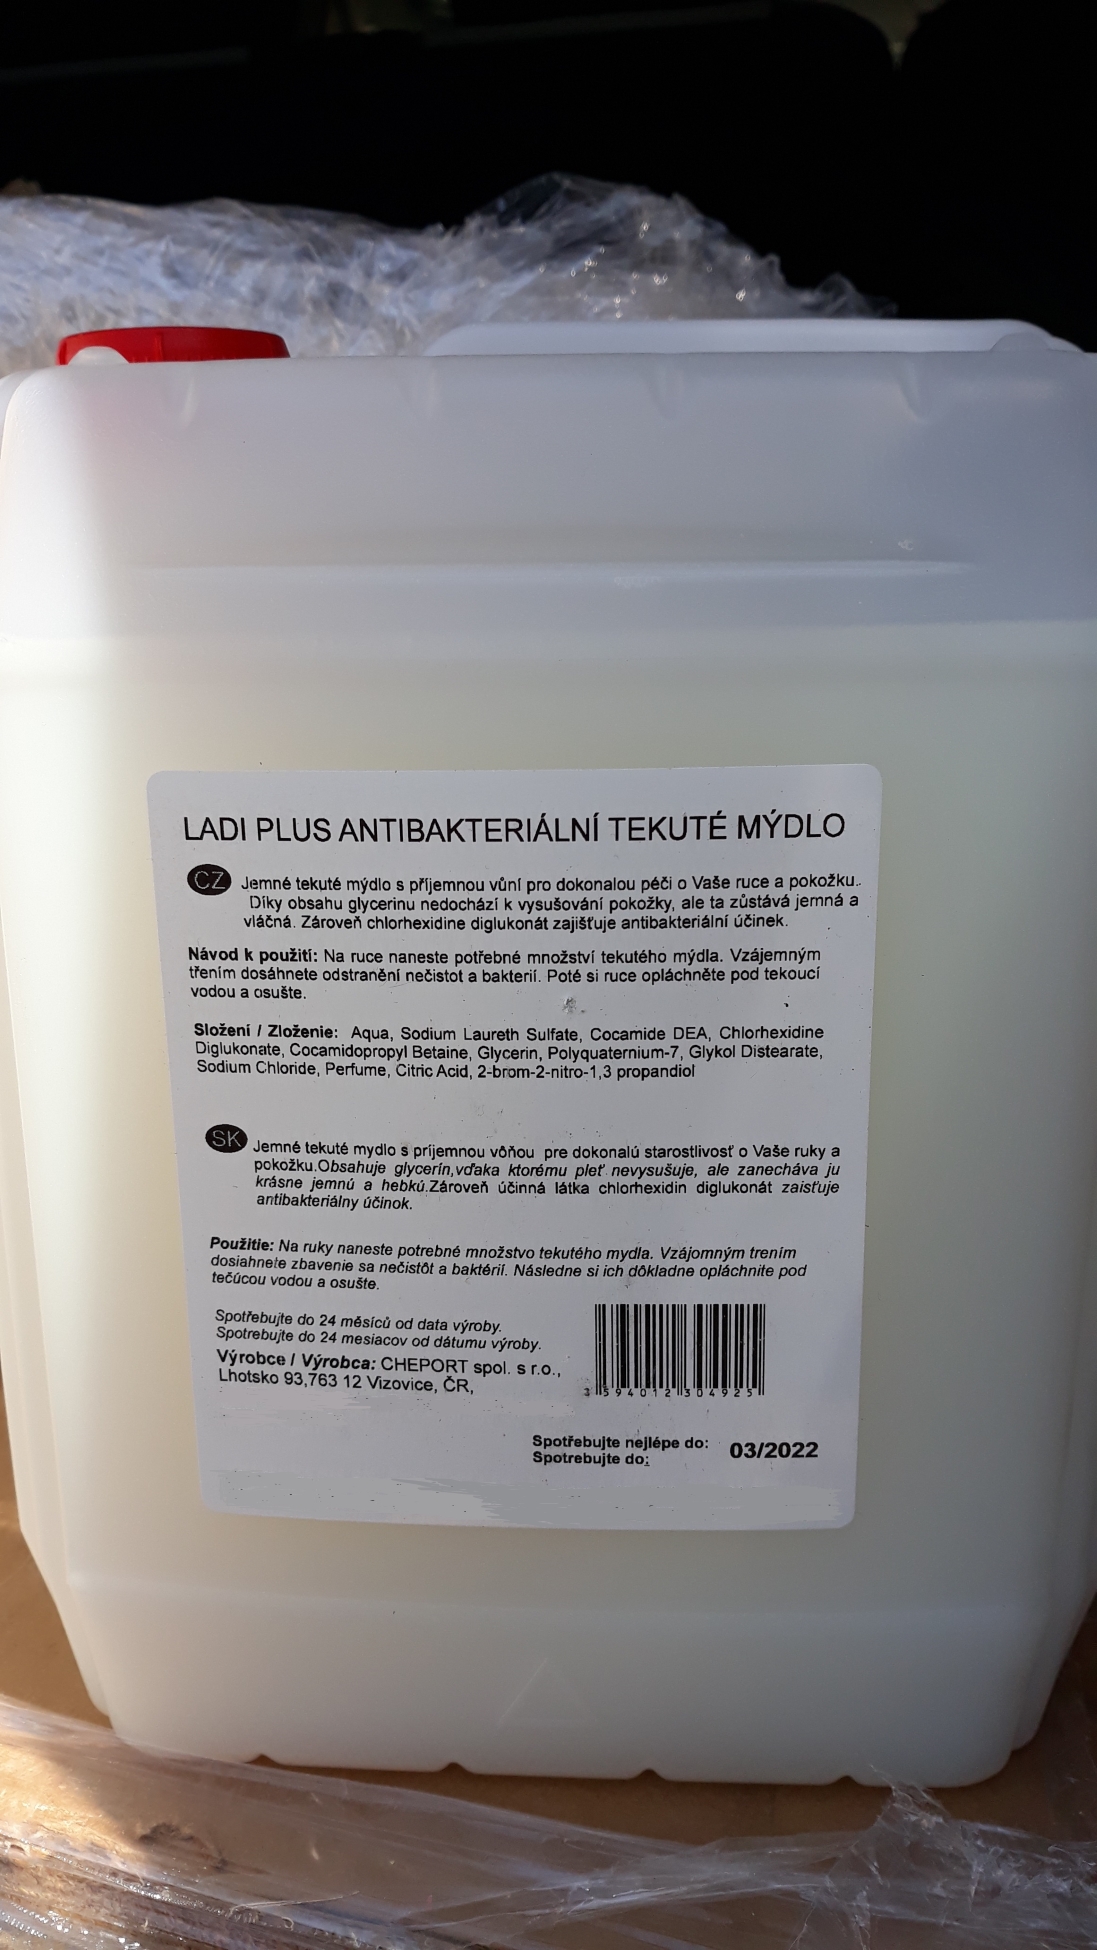 LADI PLUS ANTIBAKTERIÁLNÍ TEKUTÉ MÝDLO
CZ Jemné tekuté mýdlo s příjemnou vůní pro dokonalou péči o Vaše ruce a pokožku..
Díky obsahu glycerinu nedochází k vysušování pokožky, ale ta zůstává jemná a
vláčná. Zároveň chlorhexidine diglukonát zajišťuje antibakteriální účinek.
Návod k použití: Na ruce naneste potřebné množství tekutého mýdla. Vzájemným
třením dosáhnete odstranění nečistot a bakterií. Poté si ruce opláchněte pod tekoucí
vodou a osušte.
Složení / Zloženie: Aqua, Sodium Laureth Sulfate, Cocamide DEA, Chlorhexidine
Diglukonate, Cocamidopropyl Betaine, Glycerin, Polyquaternium-7, Glykol Distearate,
Sodium Chloride, Perfume, Citric Acid, 2-brom-2-nitro-1,3 propandiol
SK Jemné tekuté mydlo s príjemnou vôňou pre dokonalú starostlivosť o Vaše ruky a
pokožku.Obsahuje glycerín,vďaka ktorému pleť nevysušuje, ale zanecháva ju
krásne jemnú a hebkú.Zároveň účinná látka chlorhexidin diglukonát zaisťuje
antibakteriálny účinok.
Použitie: Na ruky naneste potrebné množstvo tekutého mydla. Vzájomným trením
dosiahnete zbavenie sa nečistôt a baktérií. Následne si ich dôkladne opláchnite pod
tečúcou vodou a osušte.
Spotřebujte do 24 měsíců od data výroby.
Spotrebujte do 24 mesiacov od dátumu výroby.
Výrobce / Výrobca: CHEPORT spol. s r.o.,
Lhotsko 93,763 12 Vizovice, ČR,
3 594012 304925
Spotřebujte nejlépe do: 03/2022
Spotrebujte do: